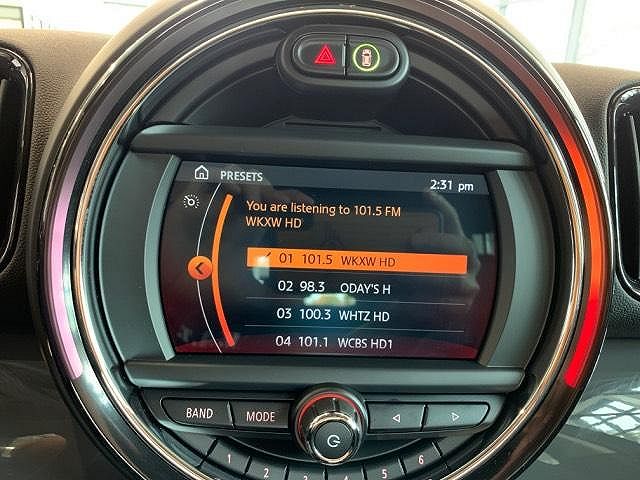 PRESETS 2:31 pm
You are listening to 101.5 FM
WKXW HD
01 101.5 WKXW HD
02 98.3 ODAY'S H
03 100.3 WHTZ HD
04 101.1 WCBS HD1
BAND MODE
1 2 3 4 5 6